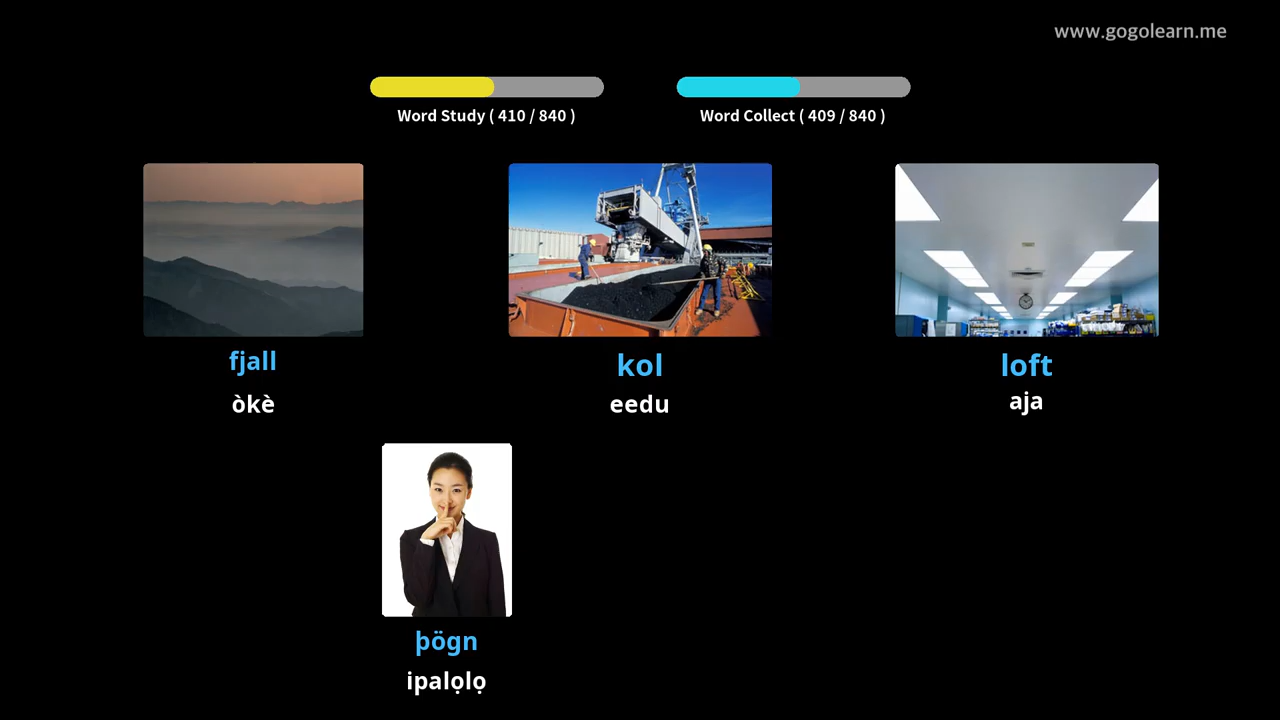 www.gogolearn.me
Word Study ( 410 / 840 )
Word Collect ( 409 / 840 )
fjall
òkè
kol
eedu
loft
aja
þögn
ipalọlọ